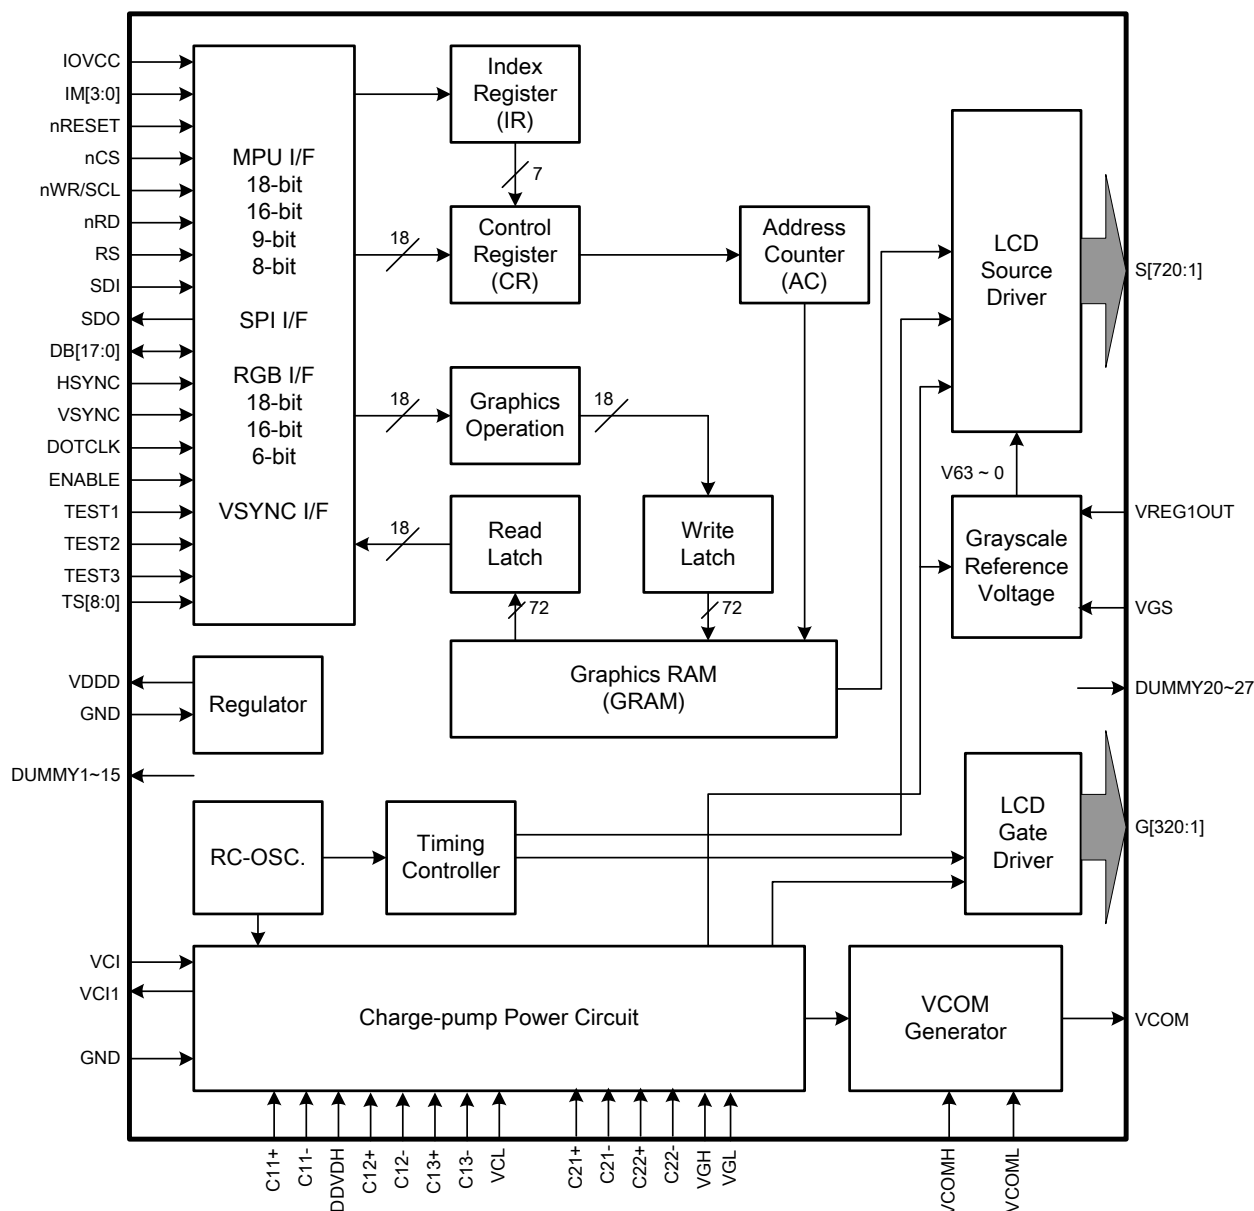 IOVCC
IM[3:0]
nRESET
nCS
nWR/SCL
nRD
RS
SDI
SDO
DB[17:0]
HSYNC
VSYNC
DOTCLK
ENABLE
TEST1
TEST2
TEST3
TS[8:0]
MPU I/F
18-bit
16-bit
9-bit
8-bit
SPI I/F
RGB I/F
18-bit
16-bit
6-bit
VSYNC I/F
Index
Register
(IR)
7
18
Control
Register
(CR)
Address
Counter
(AC)
LCD
Source
Driver
S[720:1]
18
Graphics
Operation
18
V63 ~ 0
18
Read
Latch
Write
Latch
72
72
Grayscale
Reference
Voltage
VREG1OUT
VGS
Graphics RAM
(GRAM)
VDDD
GND
Regulator
DUMMY20~27
DUMMY1~15
RC-OSC.
Timing
Controller
LCD
Gate
Driver
G[320:1]
VCI
VCI1
GND
Charge-pump Power Circuit
VCOM
Generator
VCOM
C11+
C11-
DDVDH
C12+
C12-
C13+
C13-
VCL
C21+
C21-
C22+
C22-
VGH
VGL
VCOMH
VCOML